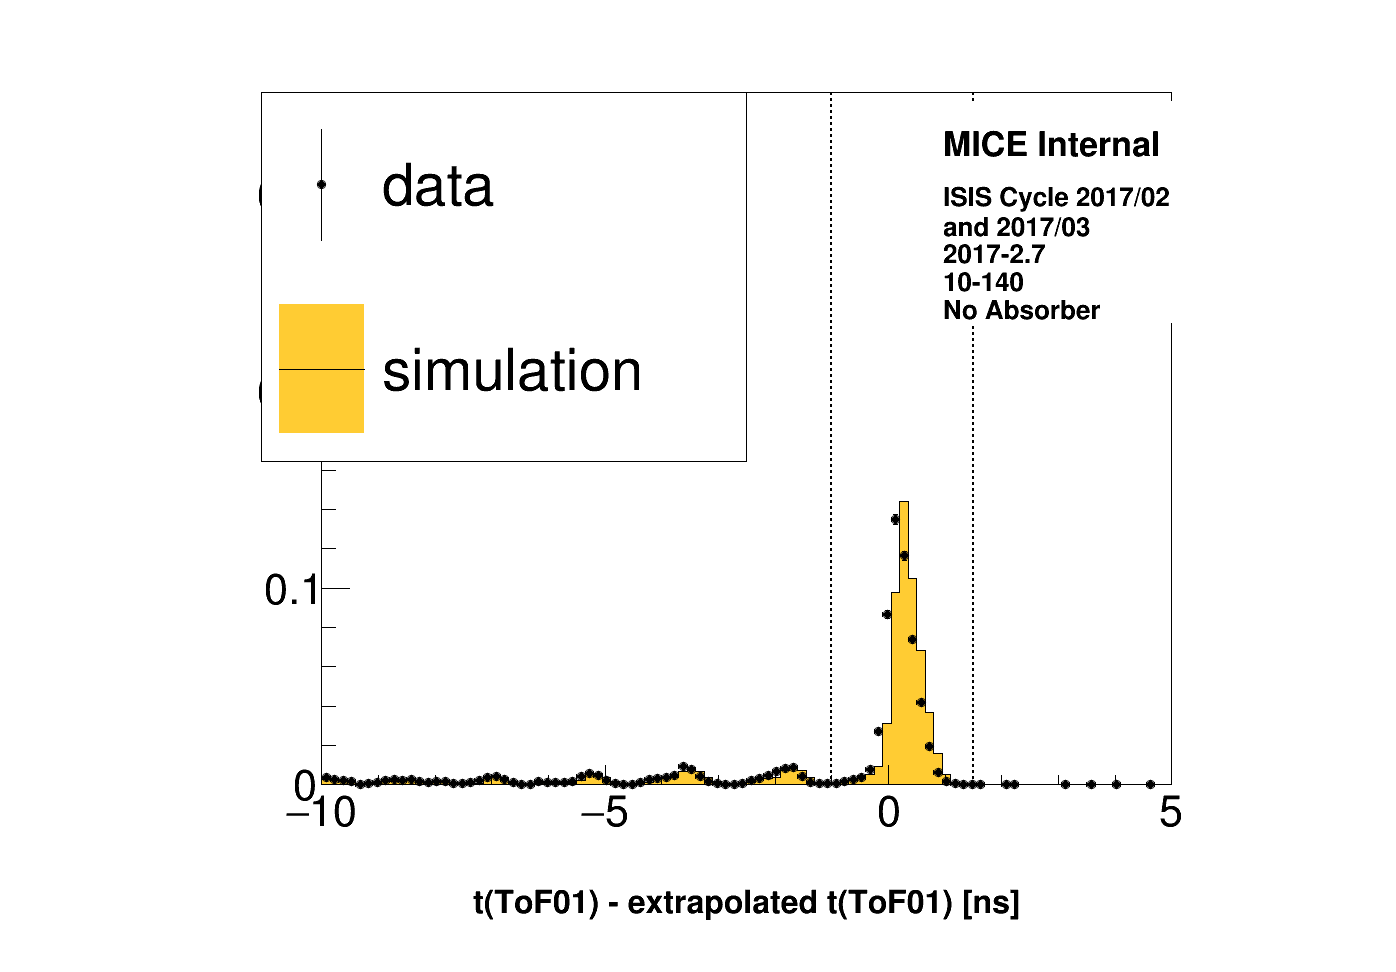 data
simulation
MICE Internal
ISIS Cycle 2017/02
and 2017/03
2017-2.7
10-140
No Absorber
0.1
0
−10
−5
0
5
t(ToF01) - extrapolated t(ToF01) [ns]